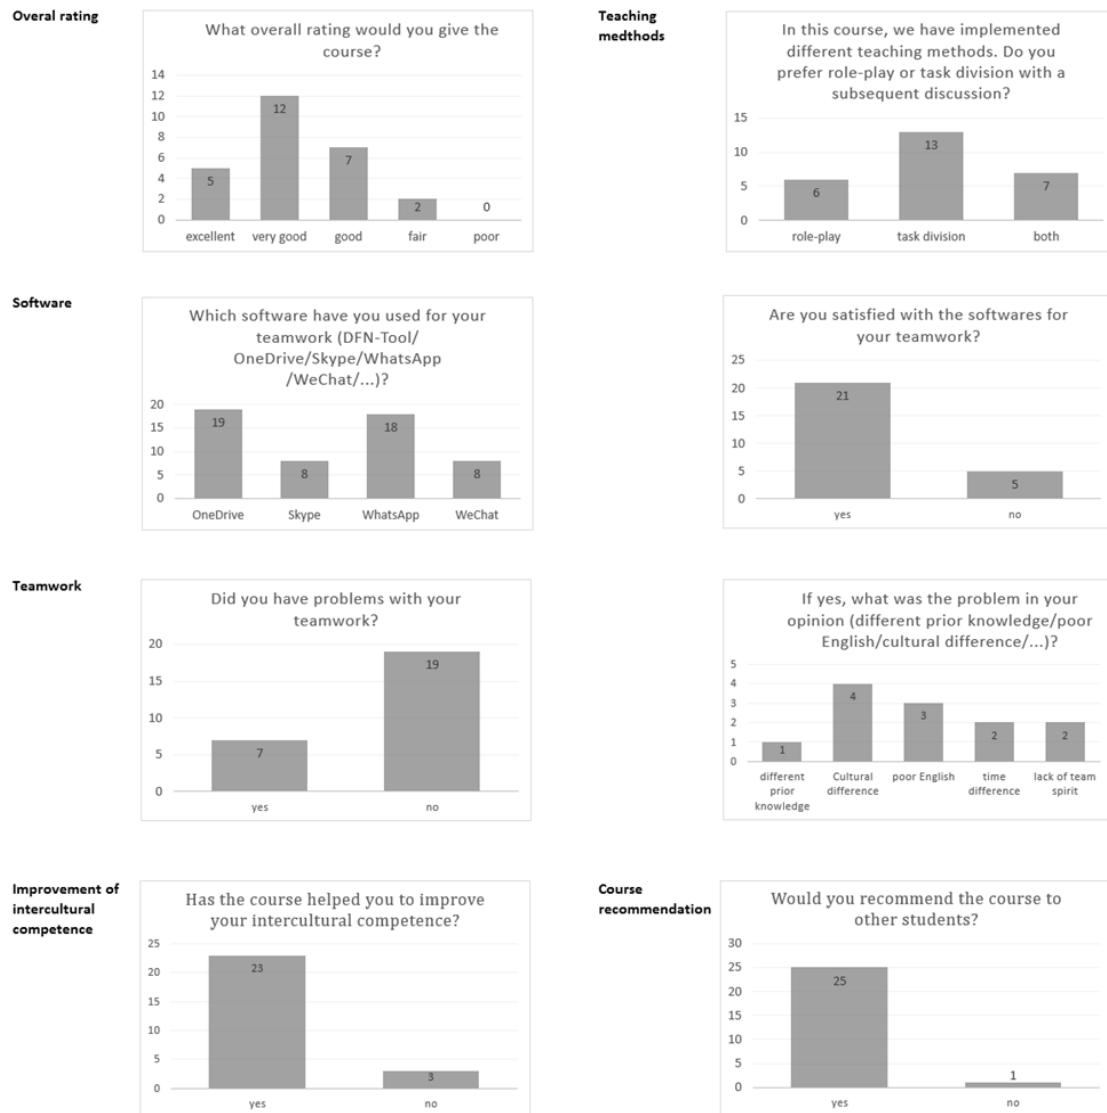 Overal rating
What overall rating would you give the
course?
14
12
10
8
6
4
2
0
5
12
7
2
0
excellent
very good
good
fair
poor
Teaching
medthods
In this course, we have implemented
different teaching methods. Do you
prefer role-play or task division with a
subsequent discussion?
15
10
5
0
6
13
7
role-play
task division
both
Software
Which software have you used for your
teamwork (DFN-Tool/
OneDrive/Skype/WhatsApp
/WeChat/...)?
20
15
10
5
0
19
8
18
8
OneDrive
Skype
WhatsApp
WeChat
Are you satisfied with the softwares for
your teamwork?
25
20
15
10
5
0
21
5
yes
no
Teamwork
Did you have problems with your
teamwork?
20
15
10
5
0
7
19
yes
no
If yes, what was the problem in your
opinion (different prior knowledge/poor
English/cultural difference/...)?
5
4
3
2
1
0
1
4
3
2
2
different
prior
knowledge
Cultural
difference
poor English
time
difference
lack of team
spirit
Improvement of
intercultural
competence
Has the course helped you to improve
your intercultural competence?
25
20
15
10
5
0
23
3
yes
no
Course
recommendation
Would you recommend the course to
other students?
30
25
20
15
10
5
0
25
1
yes
no